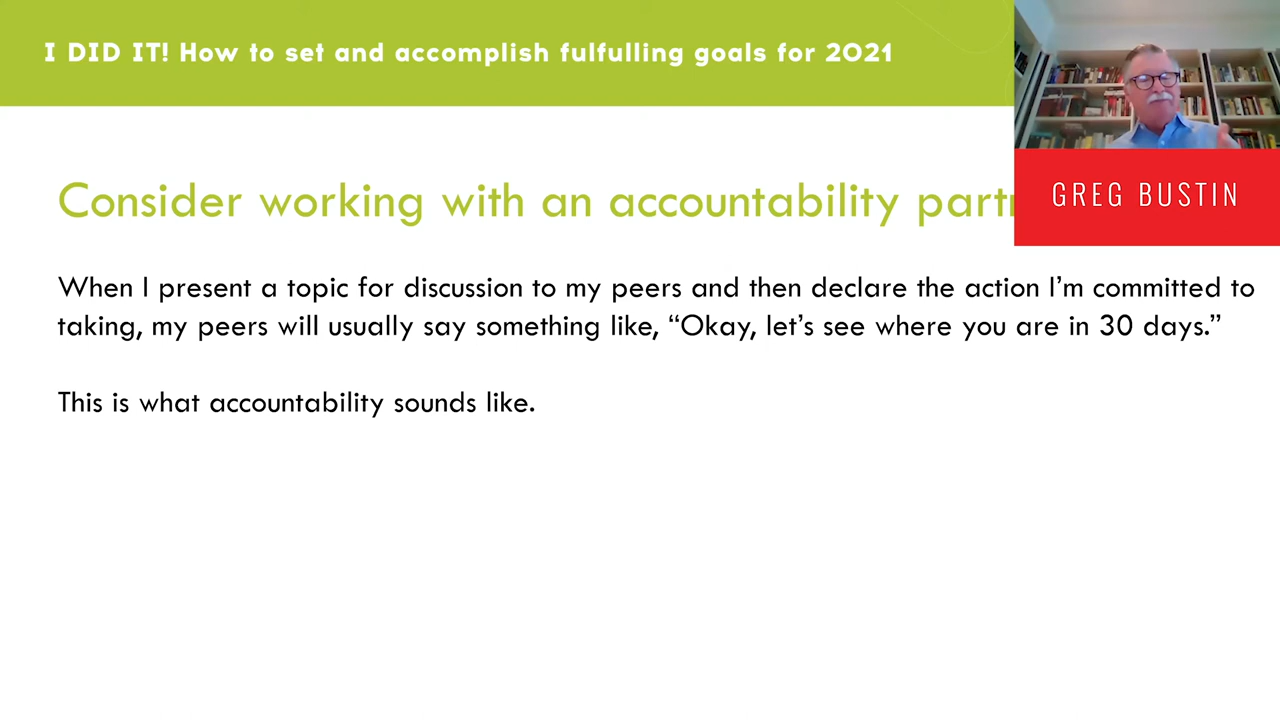 I DID IT! How to set and accomplish fulfulling goals for 2021
Consider working with an accountability
GREG BUSTIN
When I present a topic for discussion to my peers and then declare the action I’m committed to
taking, my peers will usually say something like, “Okay, let’s see where you are in 30 days.”
This is what accountability sounds like.